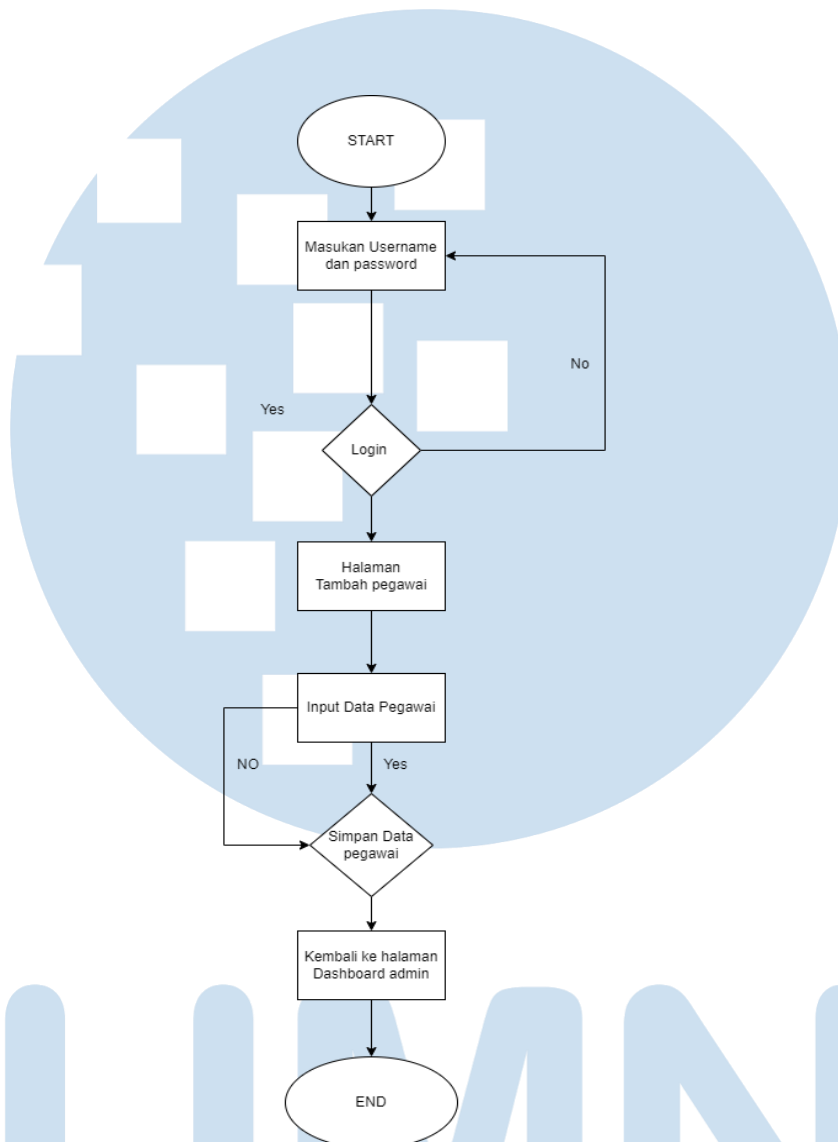 START
Masukan Username
dan password
No
Yes
Login
Halaman
Tambah pegawai
Input Data Pegawai
NO
Yes
Simpan Data
pegawai
Kembali ke halaman
Dashboard admin
END
UMN